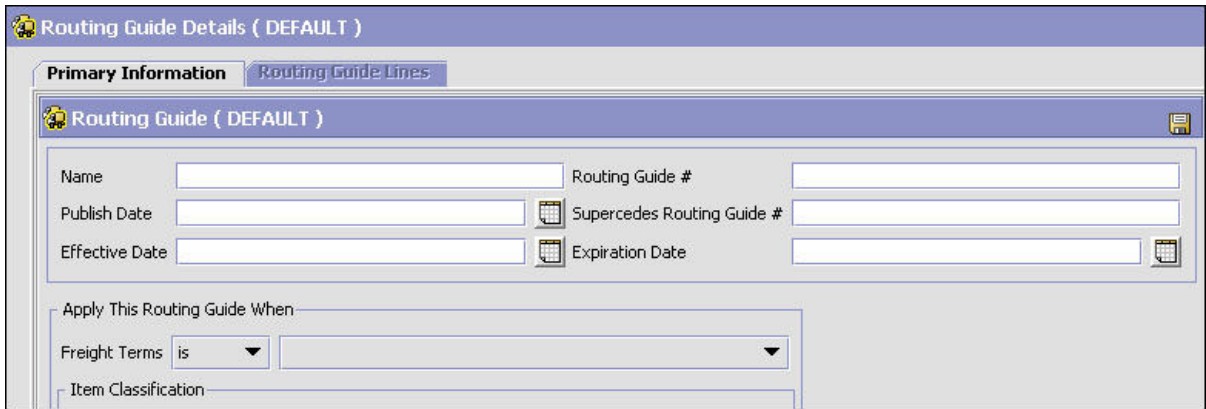 Routing Guide Details ( DEFAULT )
Primary Information Routing Guide Lines
Routing Guide ( DEFAULT )
Name Routing Guide #
Publish Date Supercedes Routing Guide #
Effective Date Expiration Date
Apply This Routing Guide When
Freight Terms is
Item Classification